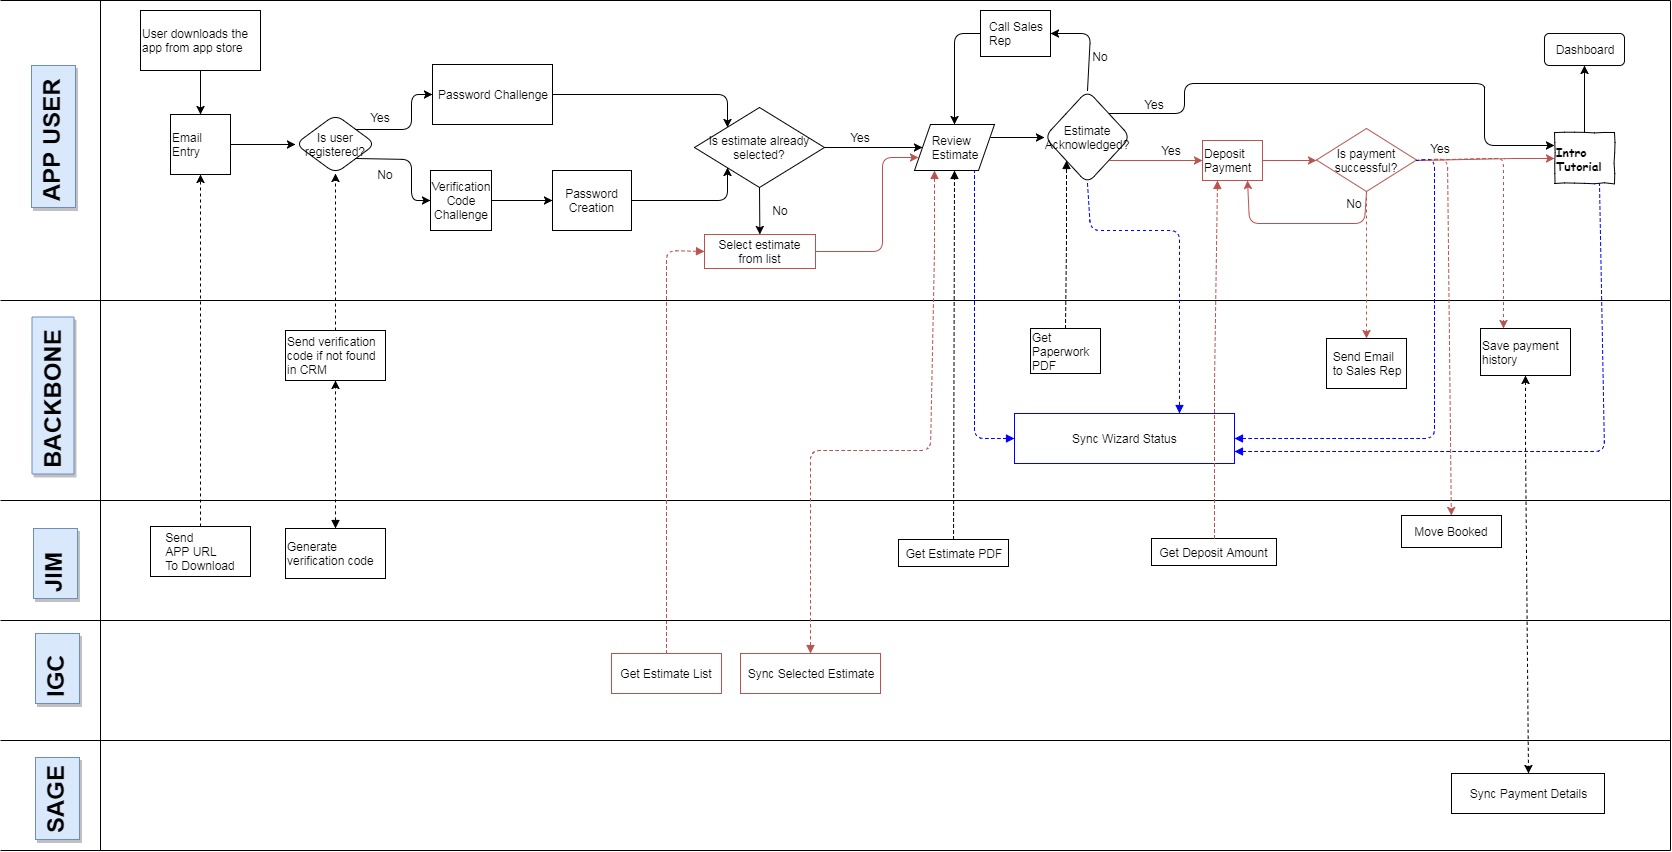 APP USER
User downloads the
app from app store
Email
Entry
Is user
registered?
Yes
No
Password Challenge
Verification
Code
Challenge
Password
Creation
Is estimate already
selected?
Yes
No
Select estimate
from list
Call Sales
Rep
Review
Estimate
Estimate
Acknowledged?
No
Yes
Yes
Deposit
Payment
Is payment
successful?
Yes
No
Dashboard
Intro
Tutorial
BACKBONE
Send verification
code if not found
in CRM
Get
Paperwork
PDF
Sync Wizard Status
Send Email
to Sales Rep
Save payment
history
JIM
Send
APP URL
To Download
Generate
verification code
Get Estimate PDF
Get Deposit Amount
Move Booked
IGC
Get Estimate List
Sync Selected Estimate
SAGE
Sync Payment Details